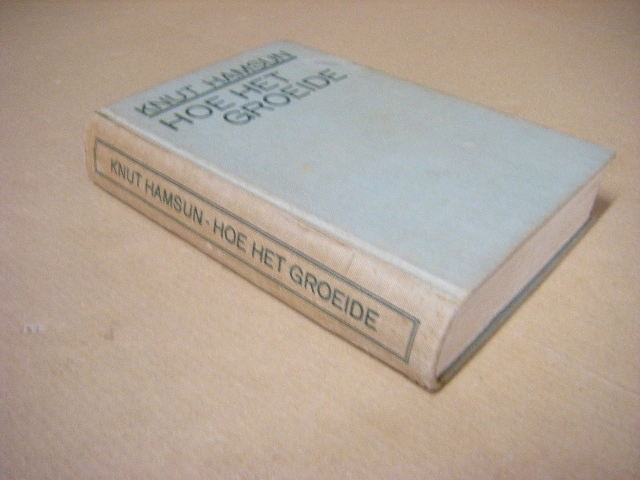 KNUT HAMSUN
HOE HET
GROEIDE
KNUT HAMSUN - HOE HET GROEIDE